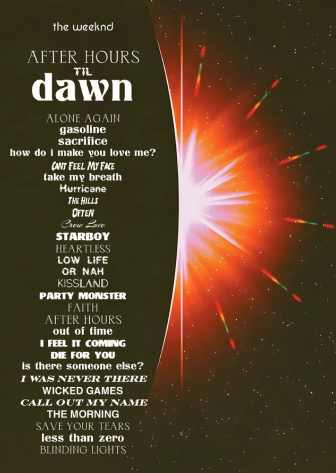 the weeknd
AFTER HOURS
TIL
dawn
ALONE AGAIN
gasoline
sacrifice
how do i make you love me?
CAN'T FEEL MY FACE
take my breath
HURRICANE
THE HILLS
OFTEN
Crew Love
STARBOY
HEARTLESS
LOW LIFE
OR NAH
KISSLAND
PARTY MONSTER
FAITH
AFTER HOURS
out of time
I FEEL IT COMING
DIE FOR YOU
is there someone else?
I WAS NEVER THERE
WICKED GAMES
CALL OUT MY NAME
THE MORNING
SAVE YOUR TEARS
less than zero
BLINDING LIGHTS